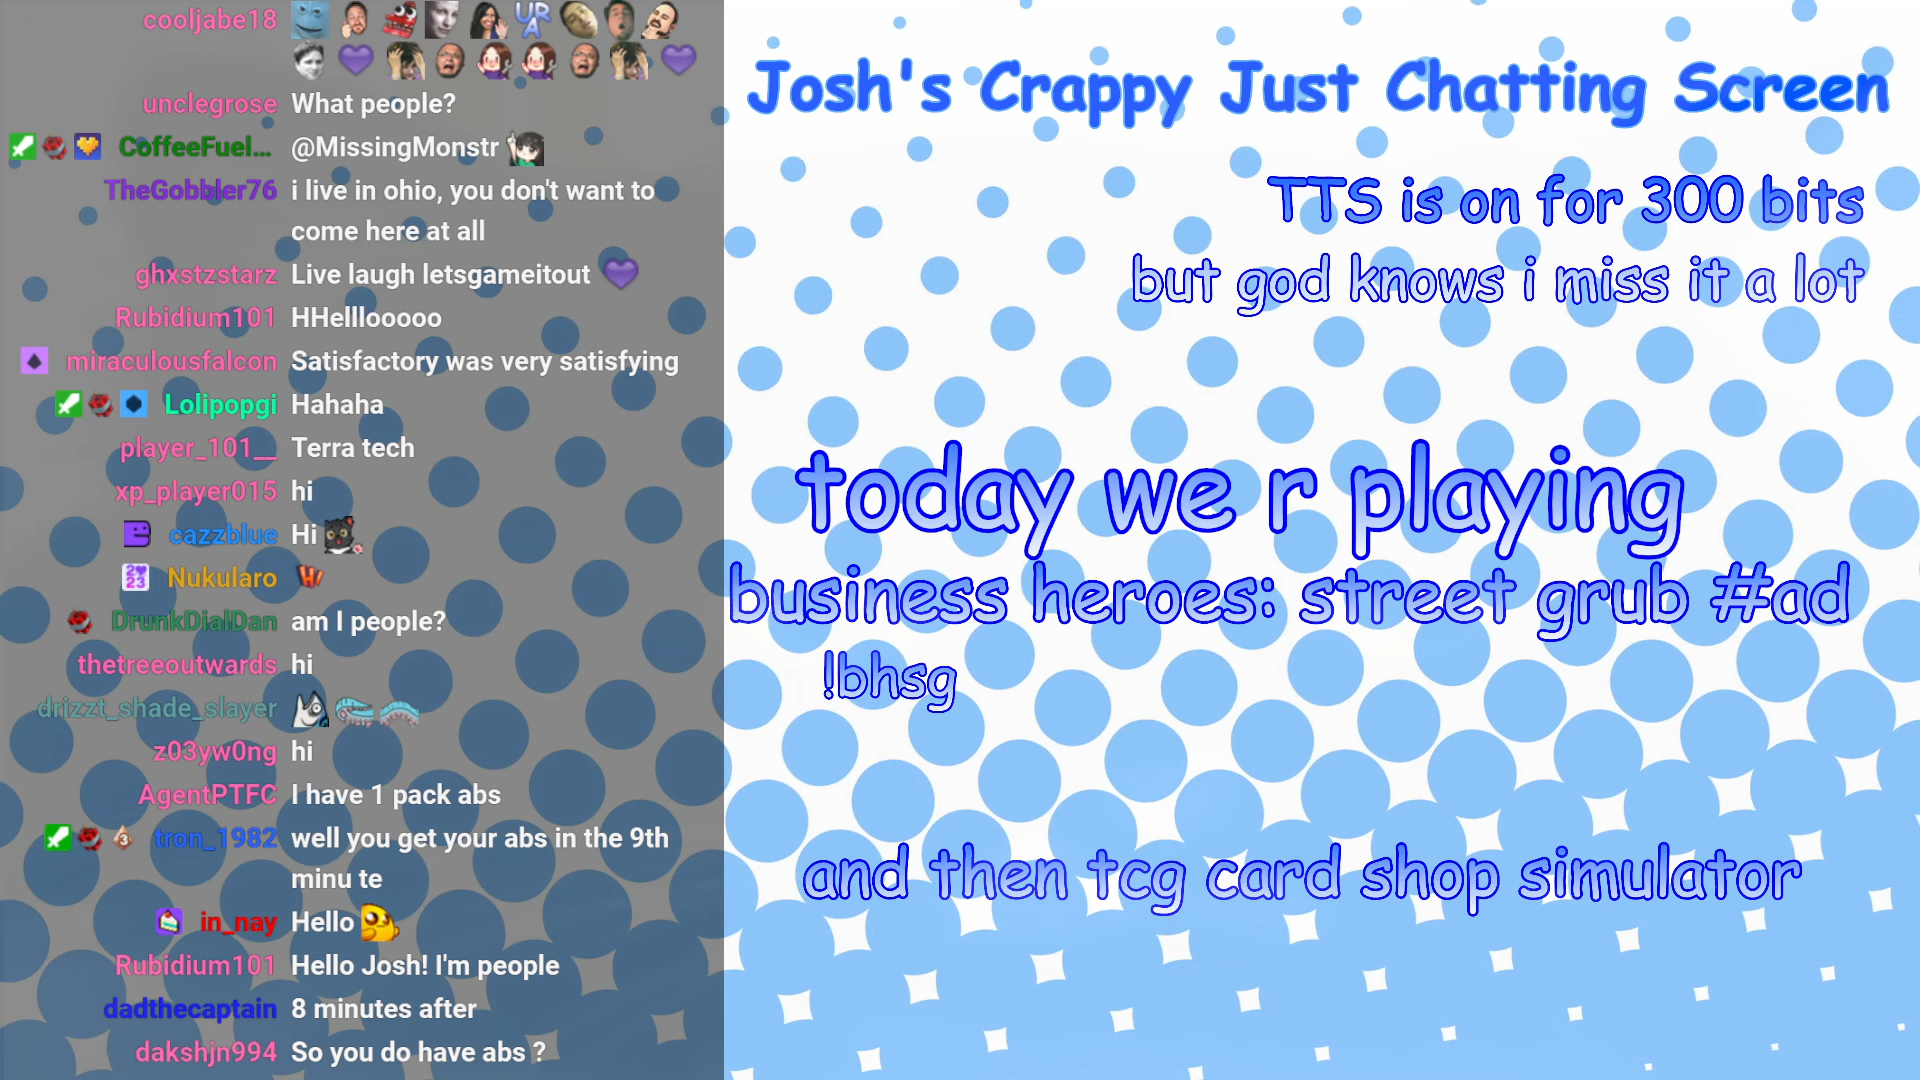 cooljabe18
unclegrose What people?
CoffeeFuel... @MissingMonstr
TheGobbler76 i live in ohio, you don't want to
come here at all
ghxstzstarz Live laugh letsgameitout
Rubidium101 HHelllooooo
miraculousfalcon Satisfactory was very satisfying
Lolipopgi Hahaha
player_101__ Terra tech
xp_player015 hi
cazzblue Hi
Nukularo
DrunkDialDan am I people?
thetreeoutwards hi
drizzt_shade_slayer
z03yw0ng hi
AgentPTFC I have 1 pack abs
tron_1982 well you get your abs in the 9th
minu te
in_nay Hello
Rubidium101 Hello Josh! I'm people
dadthecaptain 8 minutes after
dakshjn994 So you do have abs ?
Josh's Crappy Just Chatting Screen
TTS is on for 300 bits
but god knows i miss it a lot
today we r playing
business heroes: street grub #ad
!bhsg
and then tcg card shop simulator